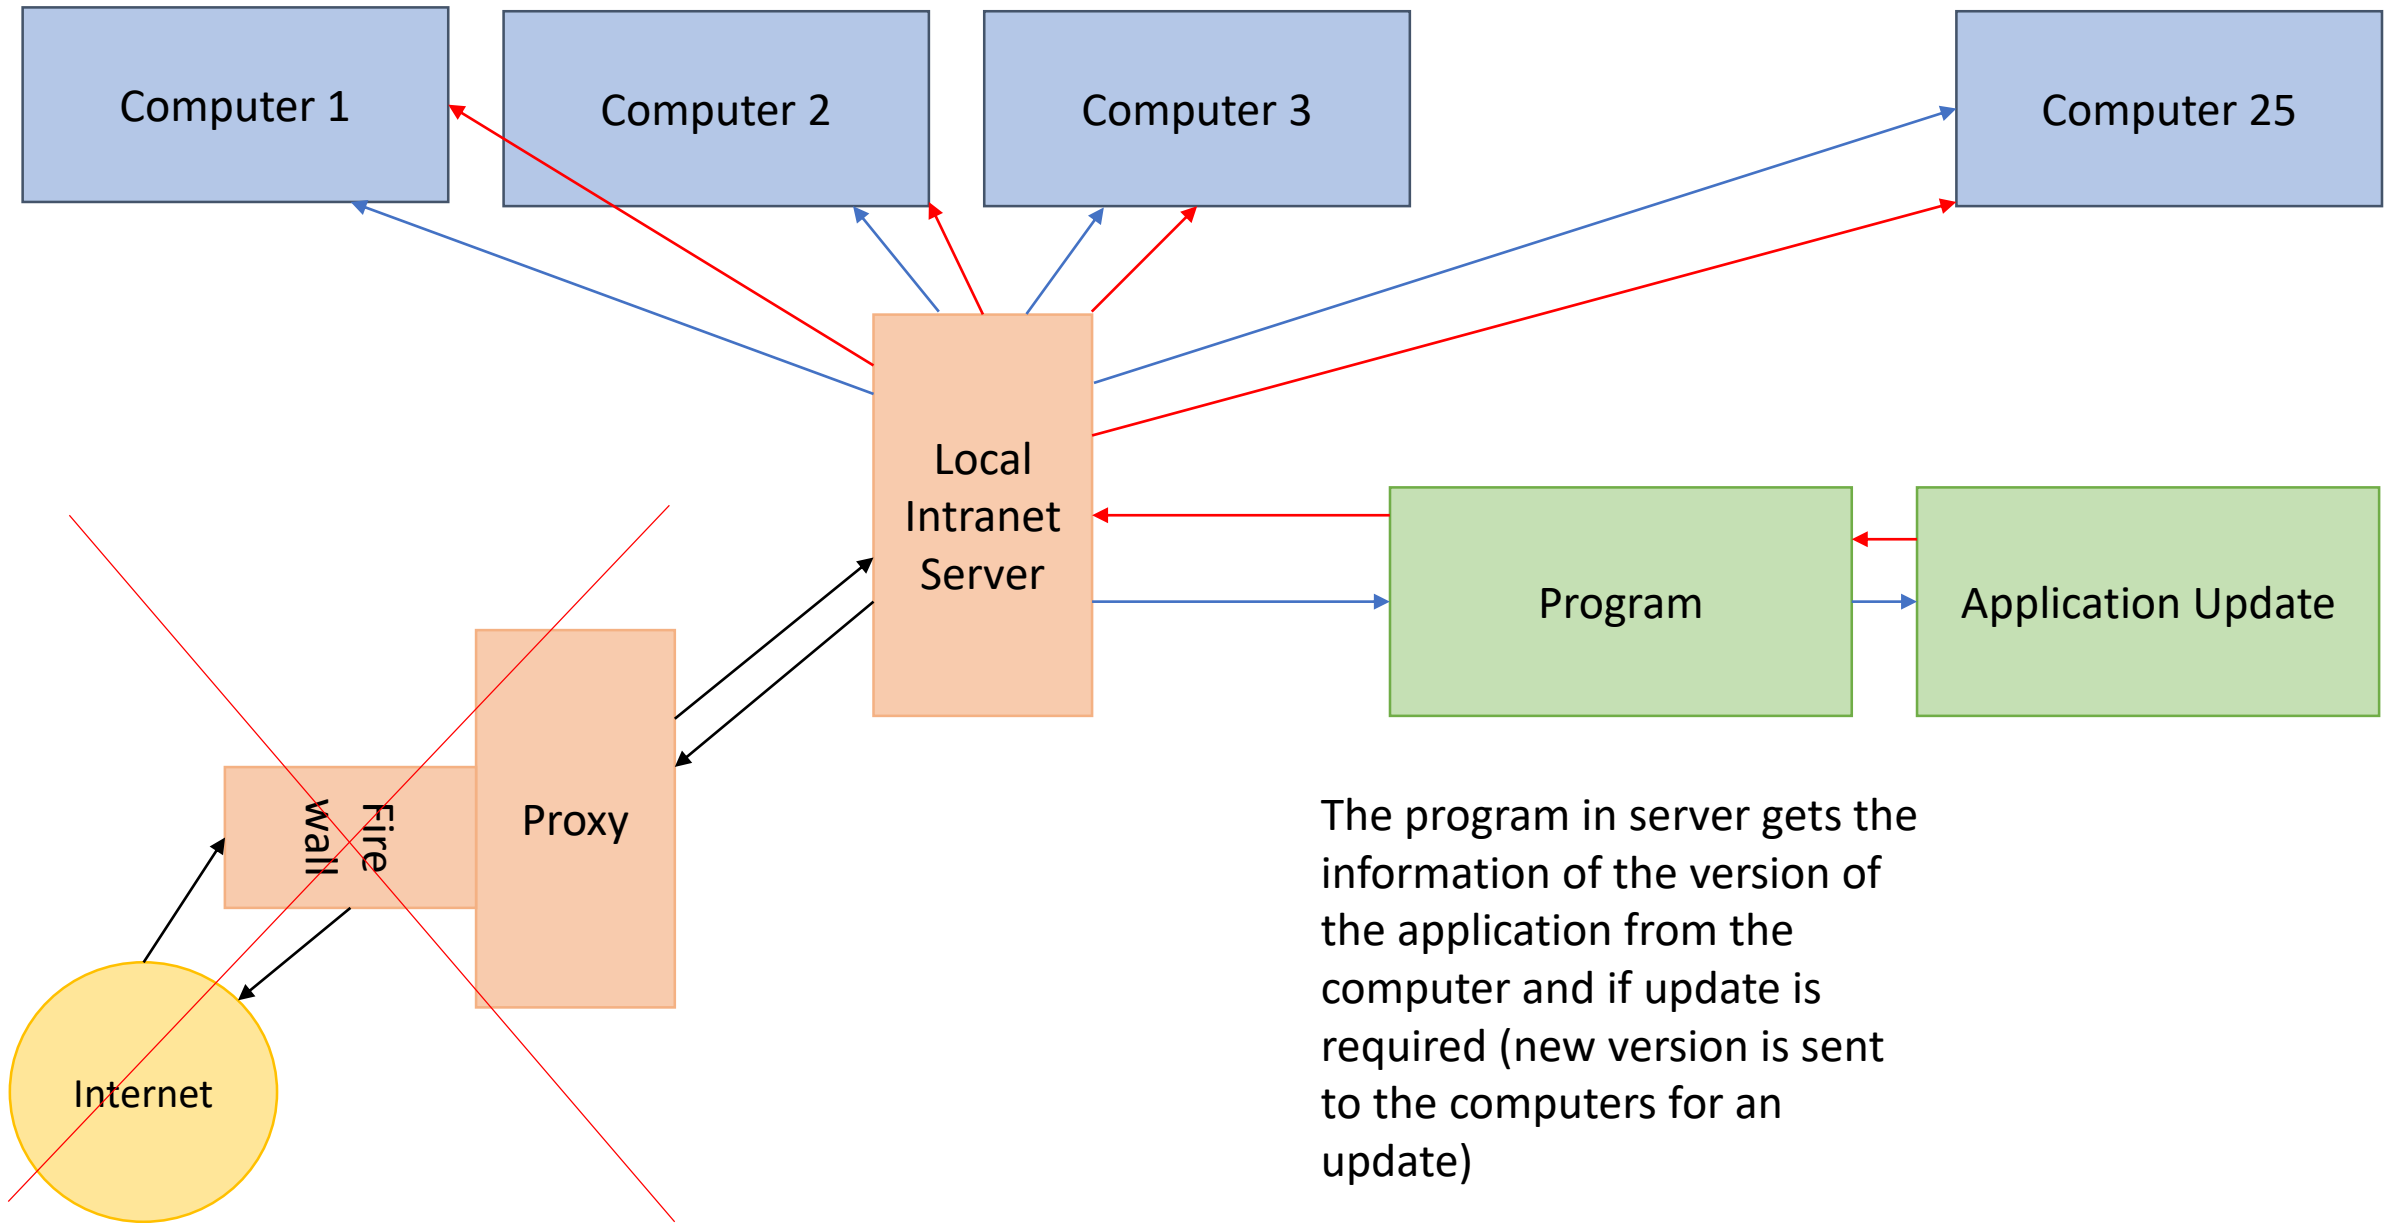 Computer 1
Computer 2
Computer 3
Computer 25
Local
Intranet
Server
Program
Application Update
Fire
wall
Proxy
Internet
The program in server gets the
information of the version of
the application from the
computer and if update is
required (new version is sent
to the computers for an
update)